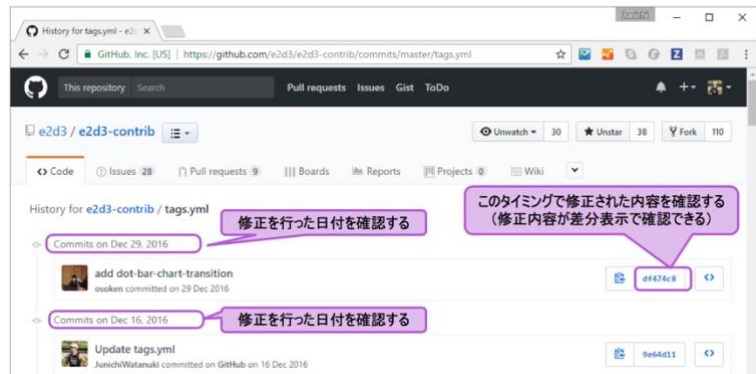 History for tags.yml - e2
GitHub, Inc. [US] | https://github.com/e2d3/e2d3-contrib/commits/master/tags.yml
This repository Search Pull requests Issues Gist ToDo
e2d3 / e2d3-contrib Unwatch 30 Unstar 38 Fork 110
Code Issues 28 Pull requests 9 Boards Reports Projects 0 Wiki
History for e2d3-contrib / tags.yml
このタイミングで修正された内容を確認する
（修正内容が差分表示で確認できる）
修正を行った日付を確認する
Commits on Dec 29, 2016
add dot-bar-chart-transition
osoken committed on 29 Dec 2016
df474c8
Commits on Dec 16, 2016
修正を行った日付を確認する
Update tags.yml
JunichiWatanuki committed on GitHub on 16 Dec 2016
9e64d11